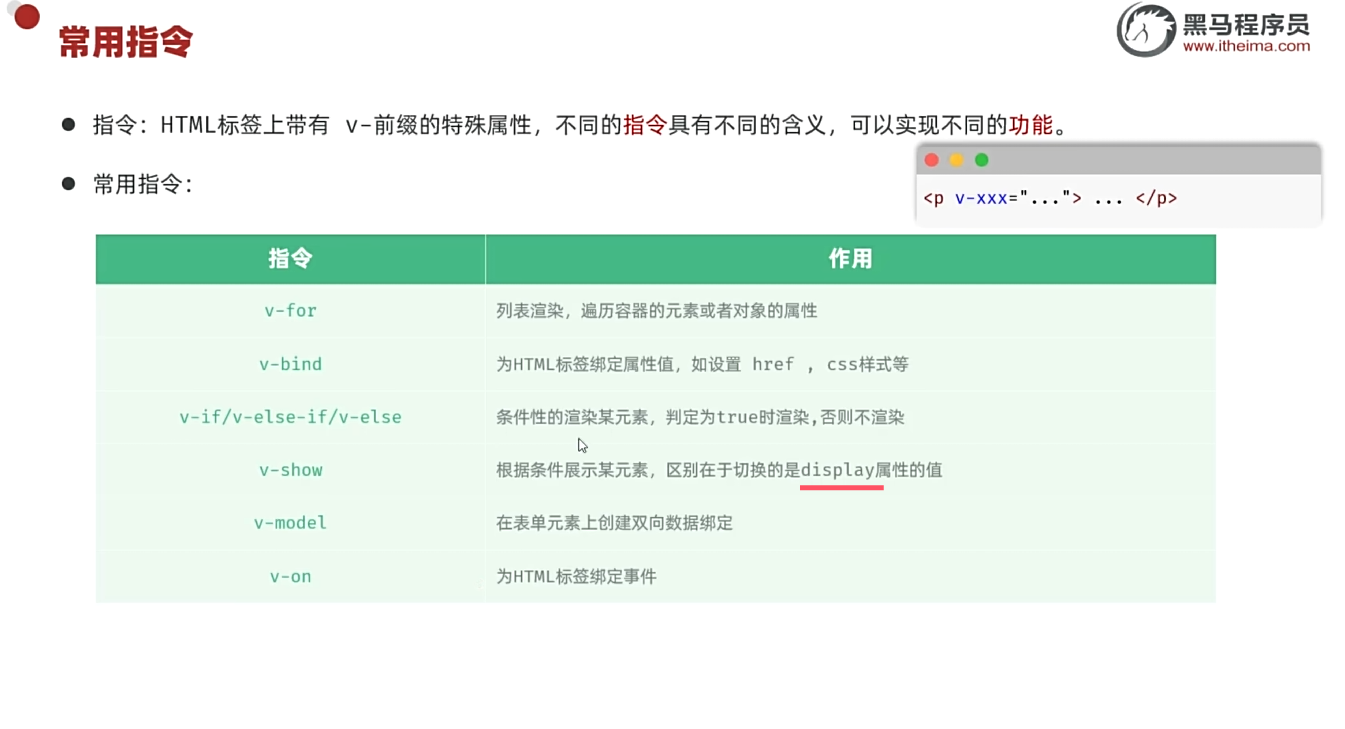 常用指令
黑马程序员
www.itheima.com
指令：HTML标签上带有 v-前缀的特殊属性，不同的指令具有不同的含义，可以实现不同的功能。
常用指令：
<p v-xxx="..."> ... </p>
指令 作用
v-for 列表渲染，遍历容器的元素或者对象的属性
v-bind 为HTML标签绑定属性值，如设置 href , css样式等
v-if/v-else-if/v-else 条件性的渲染某元素，判定为true时渲染,否则不渲染
v-show 根据条件展示某元素，区别在于切换的是display属性的值
v-model 在表单元素上创建双向数据绑定
v-on 为HTML标签绑定事件